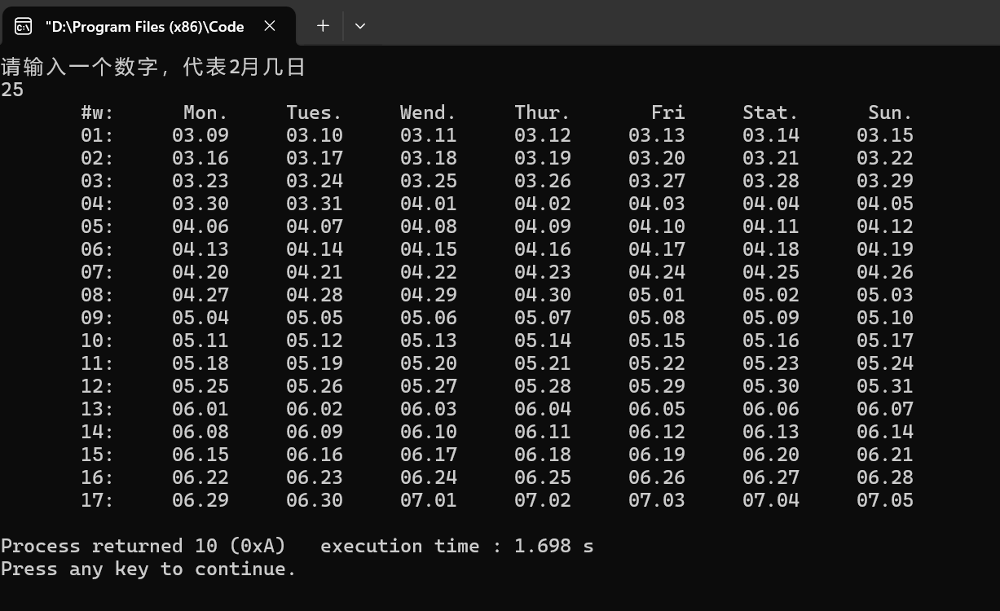 "D:\Program Files (x86)\Code
请输入一个数字，代表2月几日
25
#w: Mon. Tues. Wend. Thur. Fri Stat. Sun.
01: 03.09 03.10 03.11 03.12 03.13 03.14 03.15
02: 03.16 03.17 03.18 03.19 03.20 03.21 03.22
03: 03.23 03.24 03.25 03.26 03.27 03.28 03.29
04: 03.30 03.31 04.01 04.02 04.03 04.04 04.05
05: 04.06 04.07 04.08 04.09 04.10 04.11 04.12
06: 04.13 04.14 04.15 04.16 04.17 04.18 04.19
07: 04.20 04.21 04.22 04.23 04.24 04.25 04.26
08: 04.27 04.28 04.29 04.30 05.01 05.02 05.03
09: 05.04 05.05 05.06 05.07 05.08 05.09 05.10
10: 05.11 05.12 05.13 05.14 05.15 05.16 05.17
11: 05.18 05.19 05.20 05.21 05.22 05.23 05.24
12: 05.25 05.26 05.27 05.28 05.29 05.30 05.31
13: 06.01 06.02 06.03 06.04 06.05 06.06 06.07
14: 06.08 06.09 06.10 06.11 06.12 06.13 06.14
15: 06.15 06.16 06.17 06.18 06.19 06.20 06.21
16: 06.22 06.23 06.24 06.25 06.26 06.27 06.28
17: 06.29 06.30 07.01 07.02 07.03 07.04 07.05
Process returned 10 (0xA) execution time : 1.698 s
Press any key to continue.